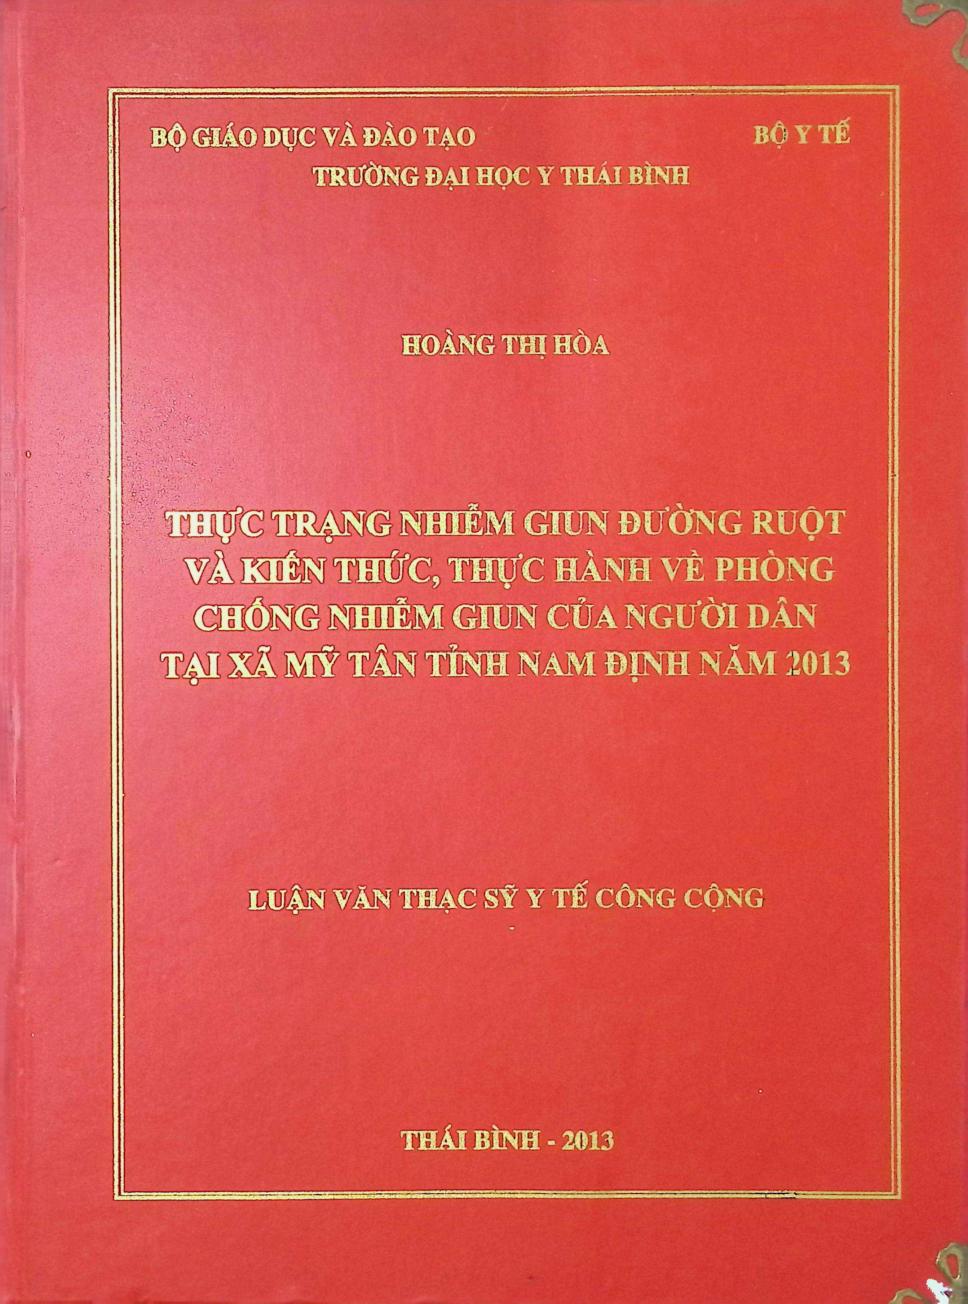 BỘ GIÁO DỤC VÀ ĐÀO TẠO BỘ Y TẾ
TRƯỜNG ĐẠI HỌC Y THÁI BÌNH
HOÀNG THỊ HÒA
THỰC TRẠNG NHIỄM GIUN ĐƯỜNG RUỘT
VÀ KIẾN THỨC, THỰC HÀNH VỀ PHÒNG
CHỐNG NHIỄM GIUN CỦA NGƯỜI DÂN
TẠI XÃ MỸ TÂN TỈNH NAM ĐỊNH NĂM 2013
LUẬN VĂN THẠC SỸ Y TẾ CÔNG CỘNG
THÁI BÌNH - 2013